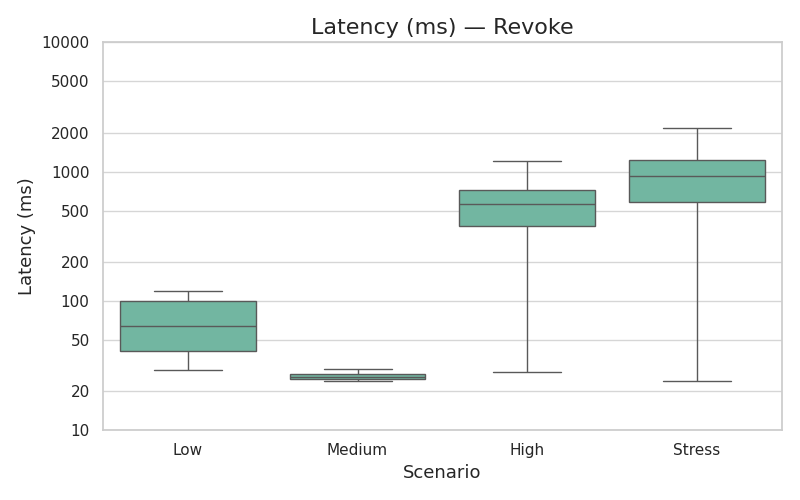 Latency (ms) — Revoke
10000
5000
2000
1000
500
200
100
50
20
10
Latency (ms)
Low
Medium
High
Stress
Scenario